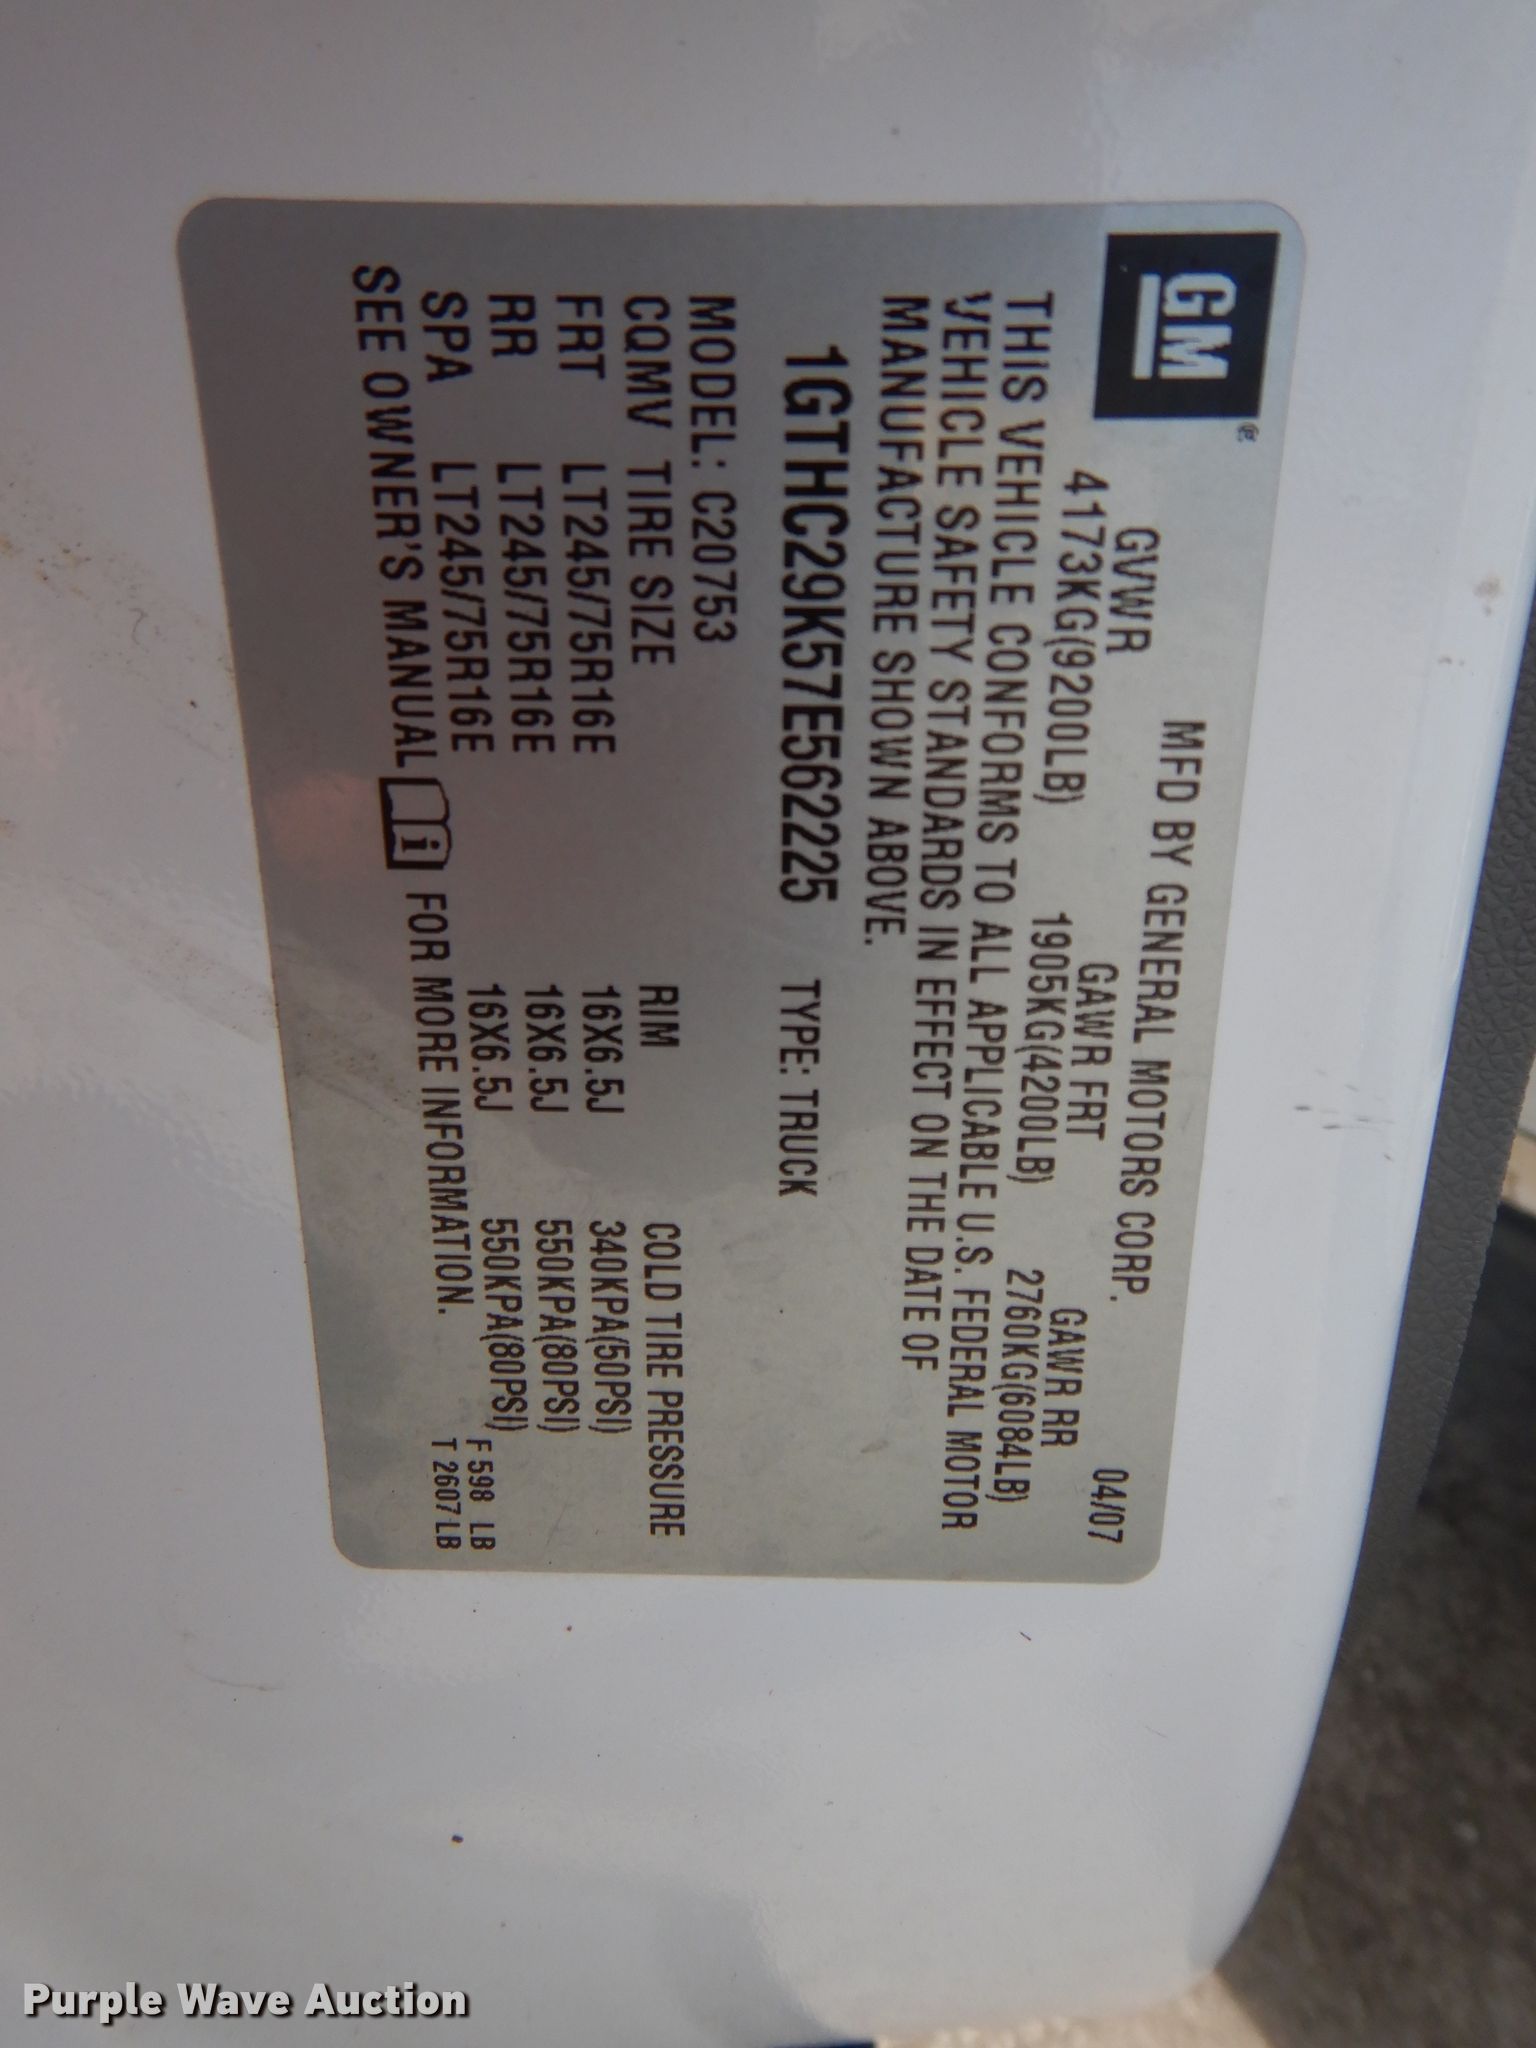 GM
MFD BY GENERAL MOTORS CORP. 04/07
GVWR GAWR FRT GAWR RR
4173KG(9200LB) 1905KG(4200LB) 2760KG(6084LB)
THIS VEHICLE CONFORMS TO ALL APPLICABLE U.S. FEDERAL MOTOR
VEHICLE SAFETY STANDARDS IN EFFECT ON THE DATE OF
MANUFACTURE SHOWN ABOVE.
1GTHC29K57E562225 TYPE: TRUCK
MODEL: C20753
CQMV TIRE SIZE RIM COLD TIRE PRESSURE
FRT LT245/75R16E 16X6.5J 340KPA(50PSI)
RR LT245/75R16E 16X6.5J 550KPA(80PSI)
SPA LT245/75R16E 16X6.5J 550KPA(80PSI)
SEE OWNER'S MANUAL i FOR MORE INFORMATION.
F 598 LB
T 2607 LB
Purple Wave Auction